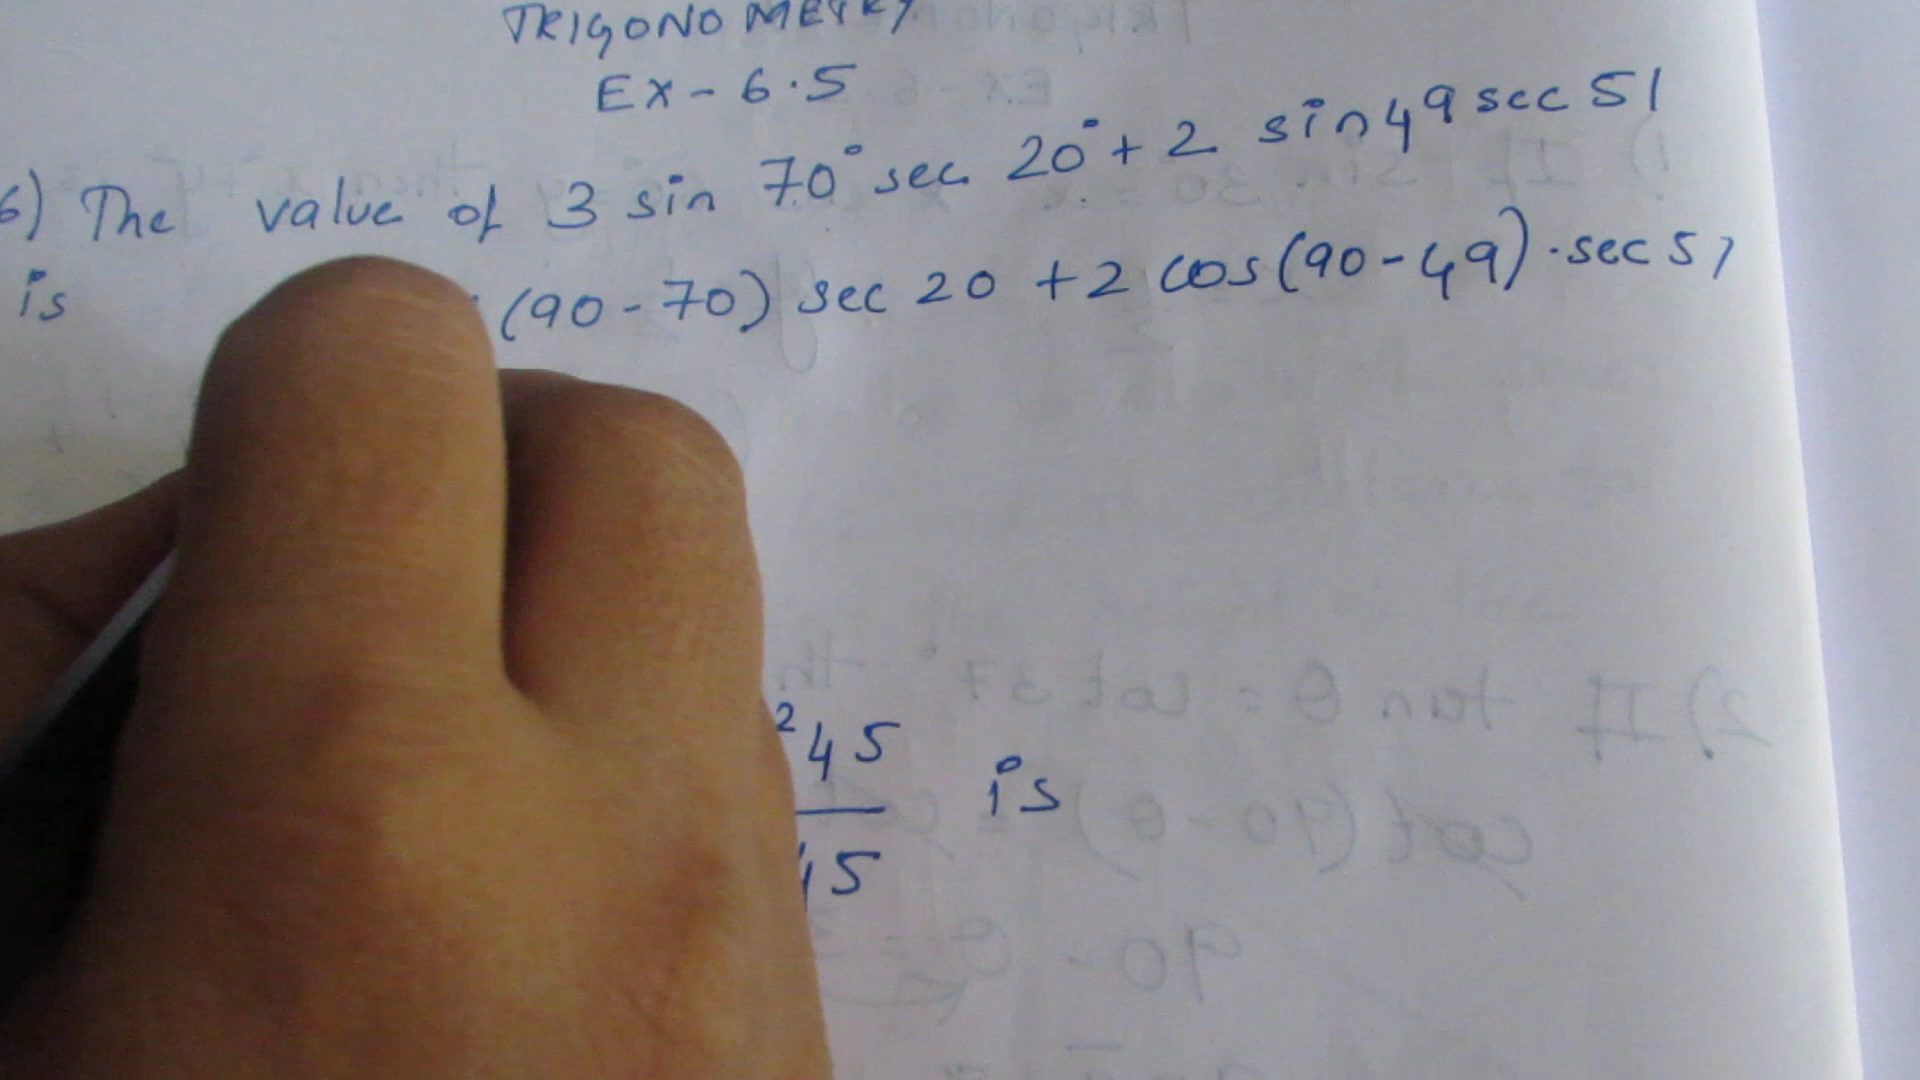 TRIGONOMETRY
EX - 6.5
6) The value of 3 sin 70° sec 20° + 2 sin 49 sec 51
is (90 - 70) sec 20 + 2 cos (90 - 49) . sec 51
²45
is
45